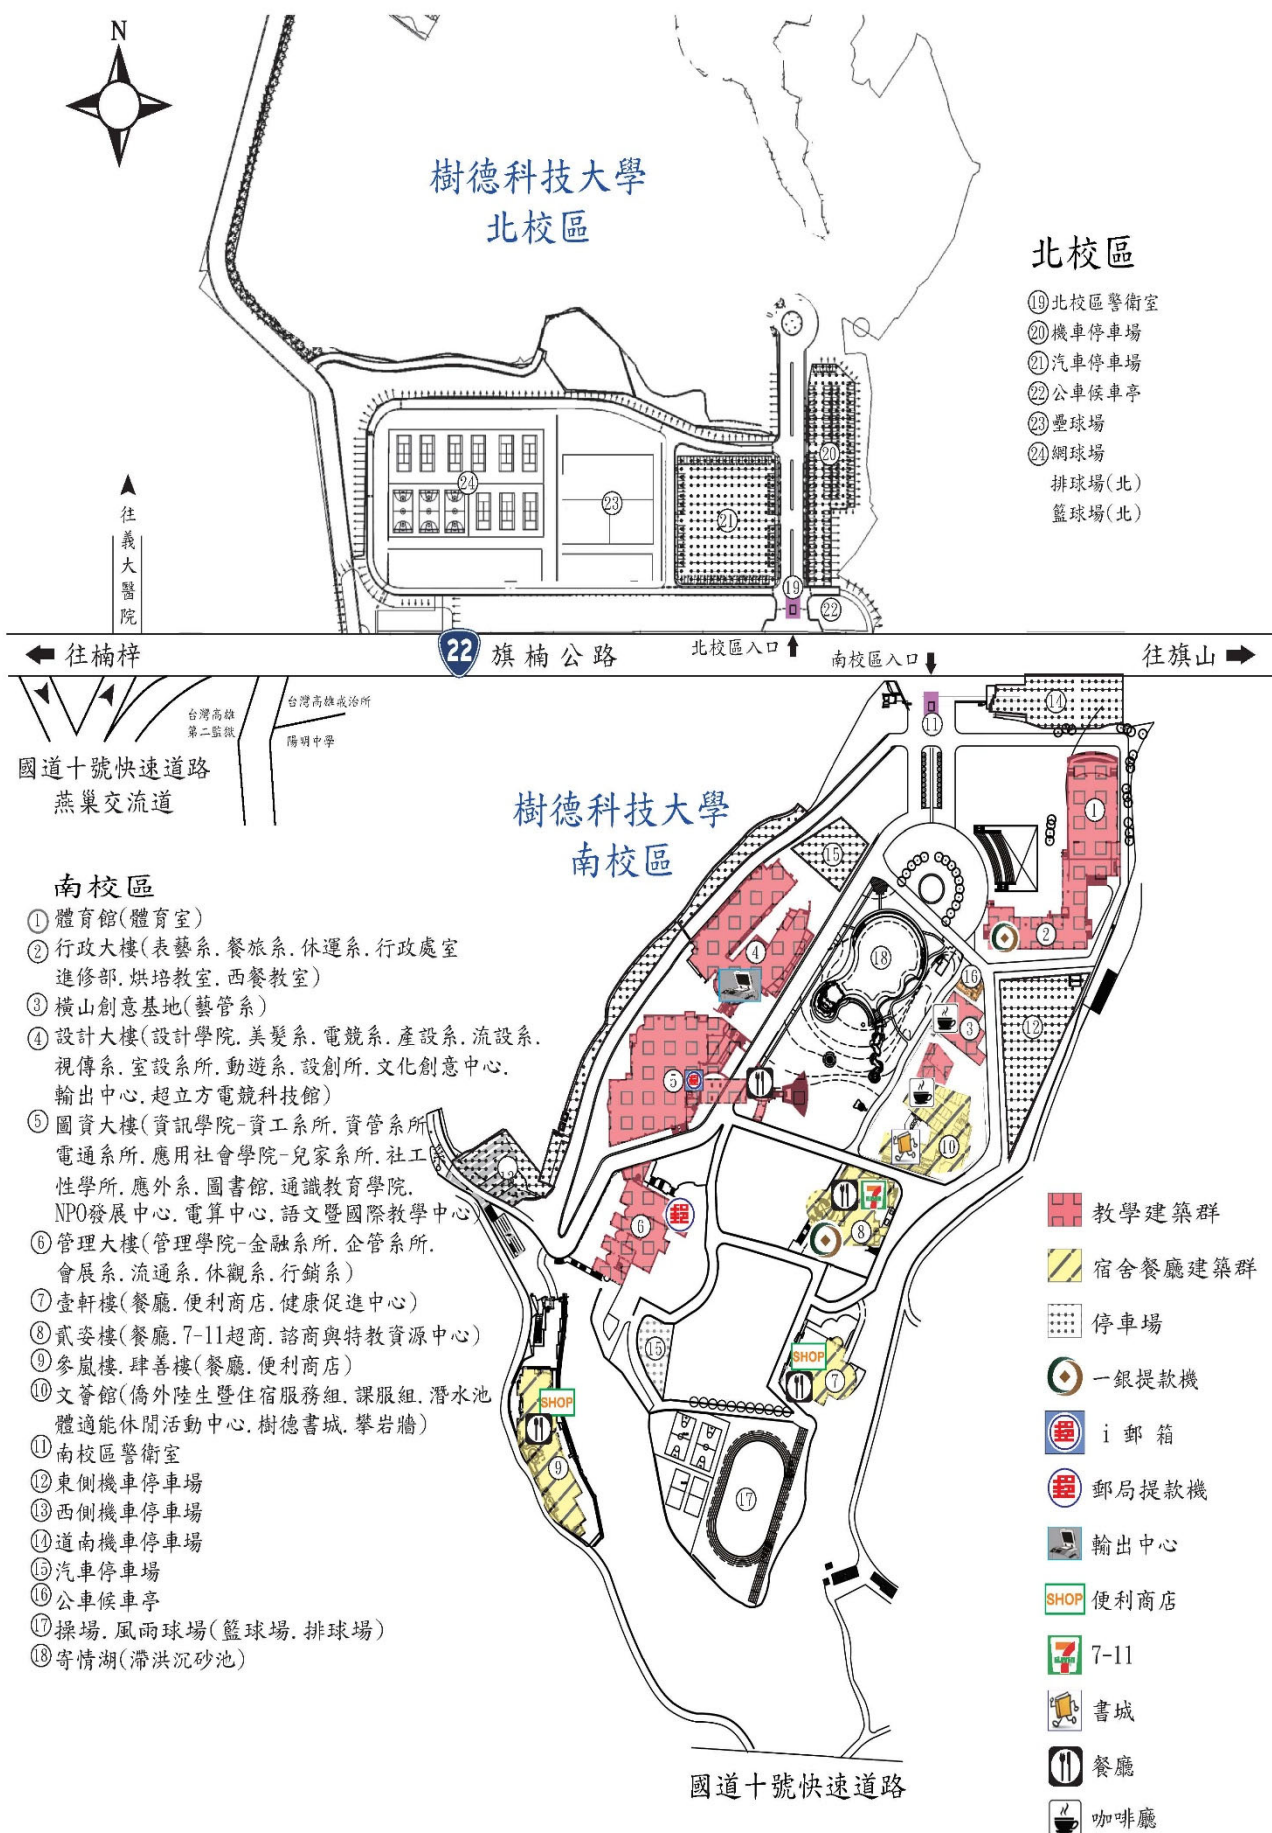 N
樹德科技大學
北校區
北校區
⑲北校區警衛室
⑳機車停車場
㉑汽車停車場
㉒公車候車亭
㉓壘球場
㉔網球場
排球場(北)
籃球場(北)
⑳
㉔
㉓
㉑
⑲
㉒
往義大醫院
往楠梓
22
旗楠公路
北校區入口
南校區入口
往旗山
台灣高雄
第二監獄
台灣高雄戒治所
陽明中學
國道十號快速道路
燕巢交流道
樹德科技大學
南校區
⑪
⑭
①
⑮
②
④
⑱
⑯
③
⑫
⑤
⑩
⑬
⑥
⑧
⑮
SHOP
⑦
SHOP
⑨
⑰
南校區
①體育館(體育室)
②行政大樓(表藝系.餐旅系.休運系.行政處室
進修部.烘培教室.西餐教室)
③橫山創意基地(藝管系)
④設計大樓(設計學院.美髮系.電競系.產設系.流設系.
視傳系.室設系所.動遊系.設創所.文化創意中心.
輸出中心.超立方電競科技館)
⑤圖資大樓(資訊學院-資工系所.資管系所
電通系所.應用社會學院-兒家系所.社工系
性學所.應外系.圖書館.通識教育學院.
NPO發展中心.電算中心.語文暨國際教學中心)
⑥管理大樓(管理學院-金融系所.企管系所.
會展系.流通系.休觀系.行銷系)
⑦壹軒樓(餐廳.便利商店.健康促進中心)
⑧貳姿樓(餐廳.7-11超商.諮商與特教資源中心)
⑨參嵐樓.肆善樓(餐廳.便利商店)
⑩文薈館(僑外陸生暨住宿服務組.課服組.潛水池
體適能休閒活動中心.樹德書城.攀岩牆)
⑪南校區警衛室
⑫東側機車停車場
⑬西側機車停車場
⑭道南機車停車場
⑮汽車停車場
⑯公車候車亭
⑰操場.風雨球場(籃球場.排球場)
⑱寄情湖(滯洪沉砂池)
教學建築群
宿舍餐廳建築群
停車場
一銀提款機
i 郵 箱
郵局提款機
輸出中心
SHOP 便利商店
7-11
書城
餐廳
咖啡廳
國道十號快速道路